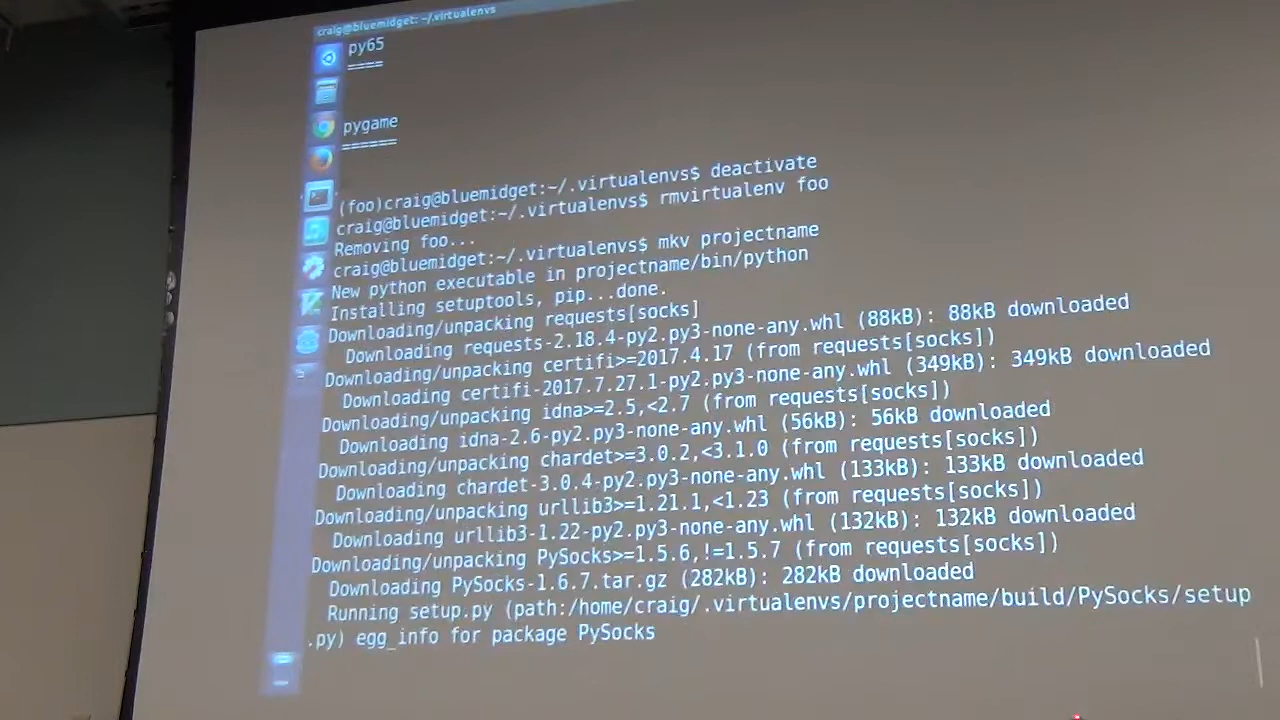 craig@bluemidget: ~/.virtualenvs
py65
====
pygame
======
(foo)craig@bluemidget:~/.virtualenvs$ deactivate
craig@bluemidget:~/.virtualenvs$ rmvirtualenv foo
Removing foo...
craig@bluemidget:~/.virtualenvs$ mkv projectname
New python executable in projectname/bin/python
Installing setuptools, pip...done.
Downloading/unpacking requests[socks]
Downloading requests-2.18.4-py2.py3-none-any.whl (88kB): 88kB downloaded
Downloading/unpacking certifi>=2017.4.17 (from requests[socks])
Downloading certifi-2017.7.27.1-py2.py3-none-any.whl (349kB): 349kB downloaded
Downloading/unpacking idna>=2.5,<2.7 (from requests[socks])
Downloading idna-2.6-py2.py3-none-any.whl (56kB): 56kB downloaded
Downloading/unpacking chardet>=3.0.2,<3.1.0 (from requests[socks])
Downloading chardet-3.0.4-py2.py3-none-any.whl (133kB): 133kB downloaded
Downloading/unpacking urllib3>=1.21.1,<1.23 (from requests[socks])
Downloading urllib3-1.22-py2.py3-none-any.whl (132kB): 132kB downloaded
Downloading/unpacking PySocks>=1.5.6,!=1.5.7 (from requests[socks])
Downloading PySocks-1.6.7.tar.gz (282kB): 282kB downloaded
Running setup.py (path:/home/craig/.virtualenvs/projectname/build/PySocks/setup
.py) egg_info for package PySocks